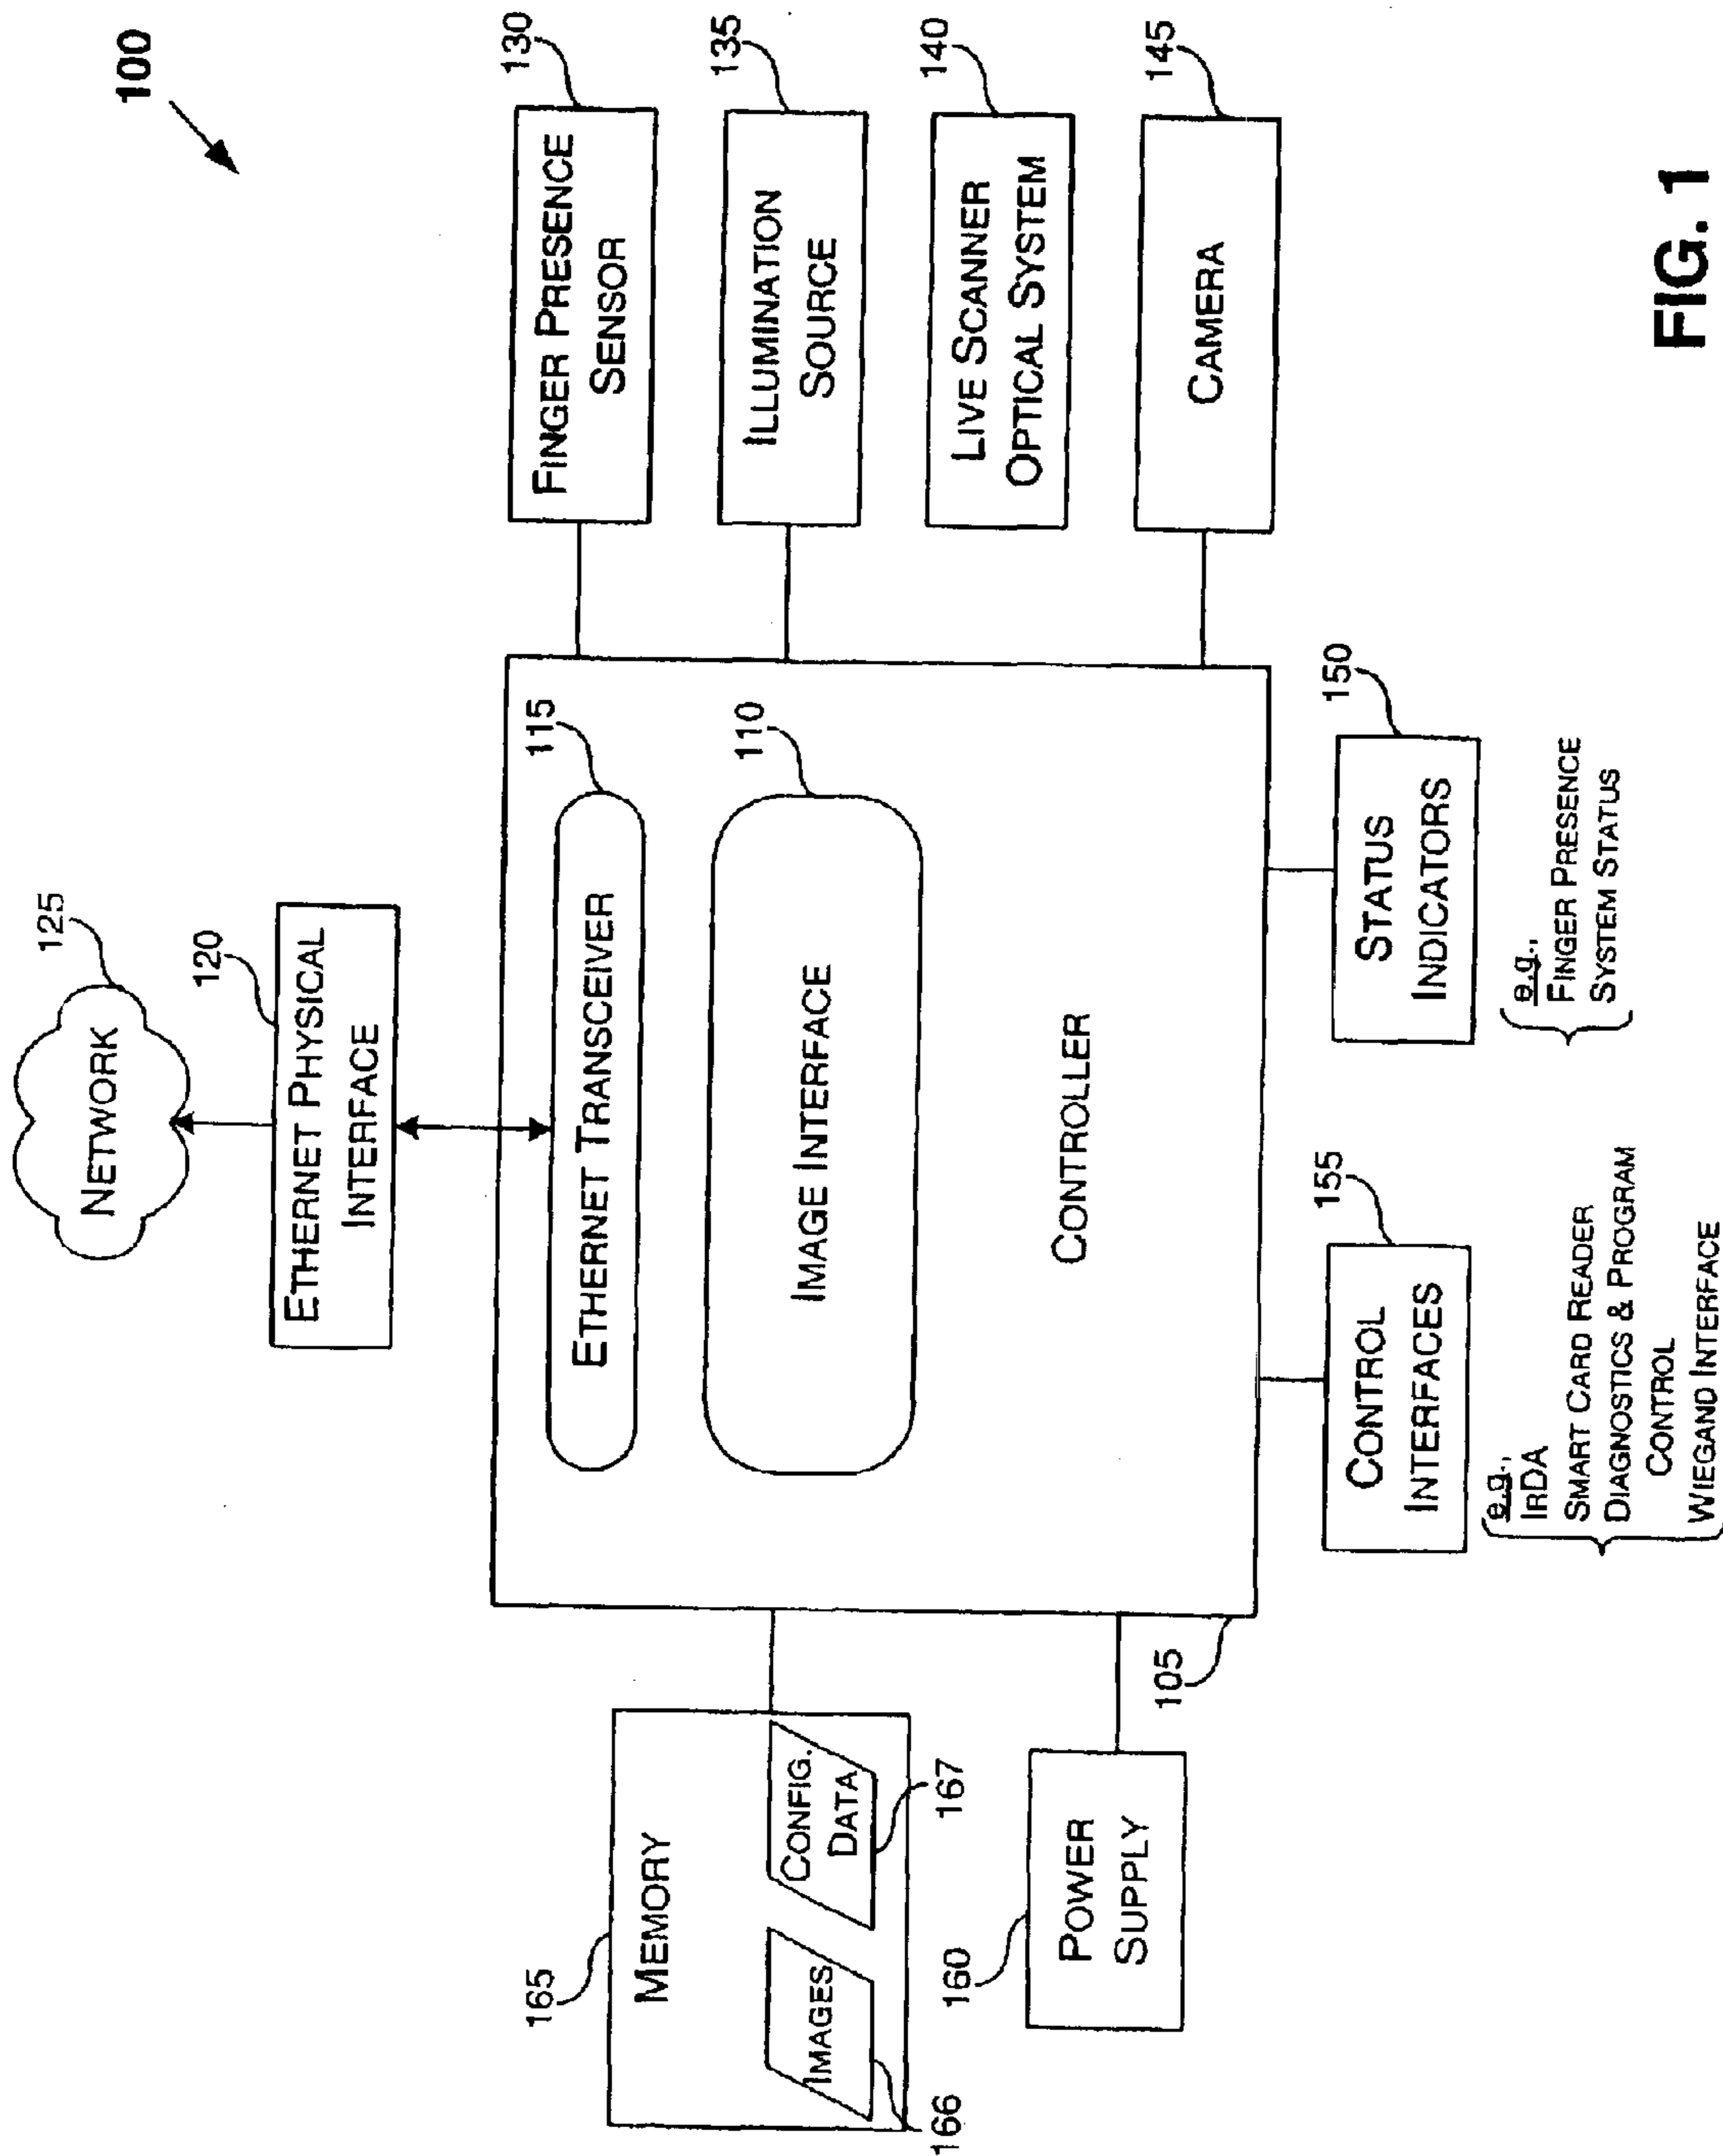 100
125
NETWORK
120
ETHERNET PHYSICAL
INTERFACE
115
ETHERNET TRANSCEIVER
110
IMAGE INTERFACE
CONTROLLER
105
165
MEMORY
IMAGES
166
CONFIG.
DATA
167
160
POWER
SUPPLY
130
FINGER PRESENCE
SENSOR
135
ILLUMINATION
SOURCE
140
LIVE SCANNER
OPTICAL SYSTEM
145
CAMERA
155
CONTROL
INTERFACES
e.g.,
IRDA
SMART CARD READER
DIAGNOSTICS & PROGRAM
CONTROL
WIEGAND INTERFACE
150
STATUS
INDICATORS
e.g.,
FINGER PRESENCE
SYSTEM STATUS
FIG. 1